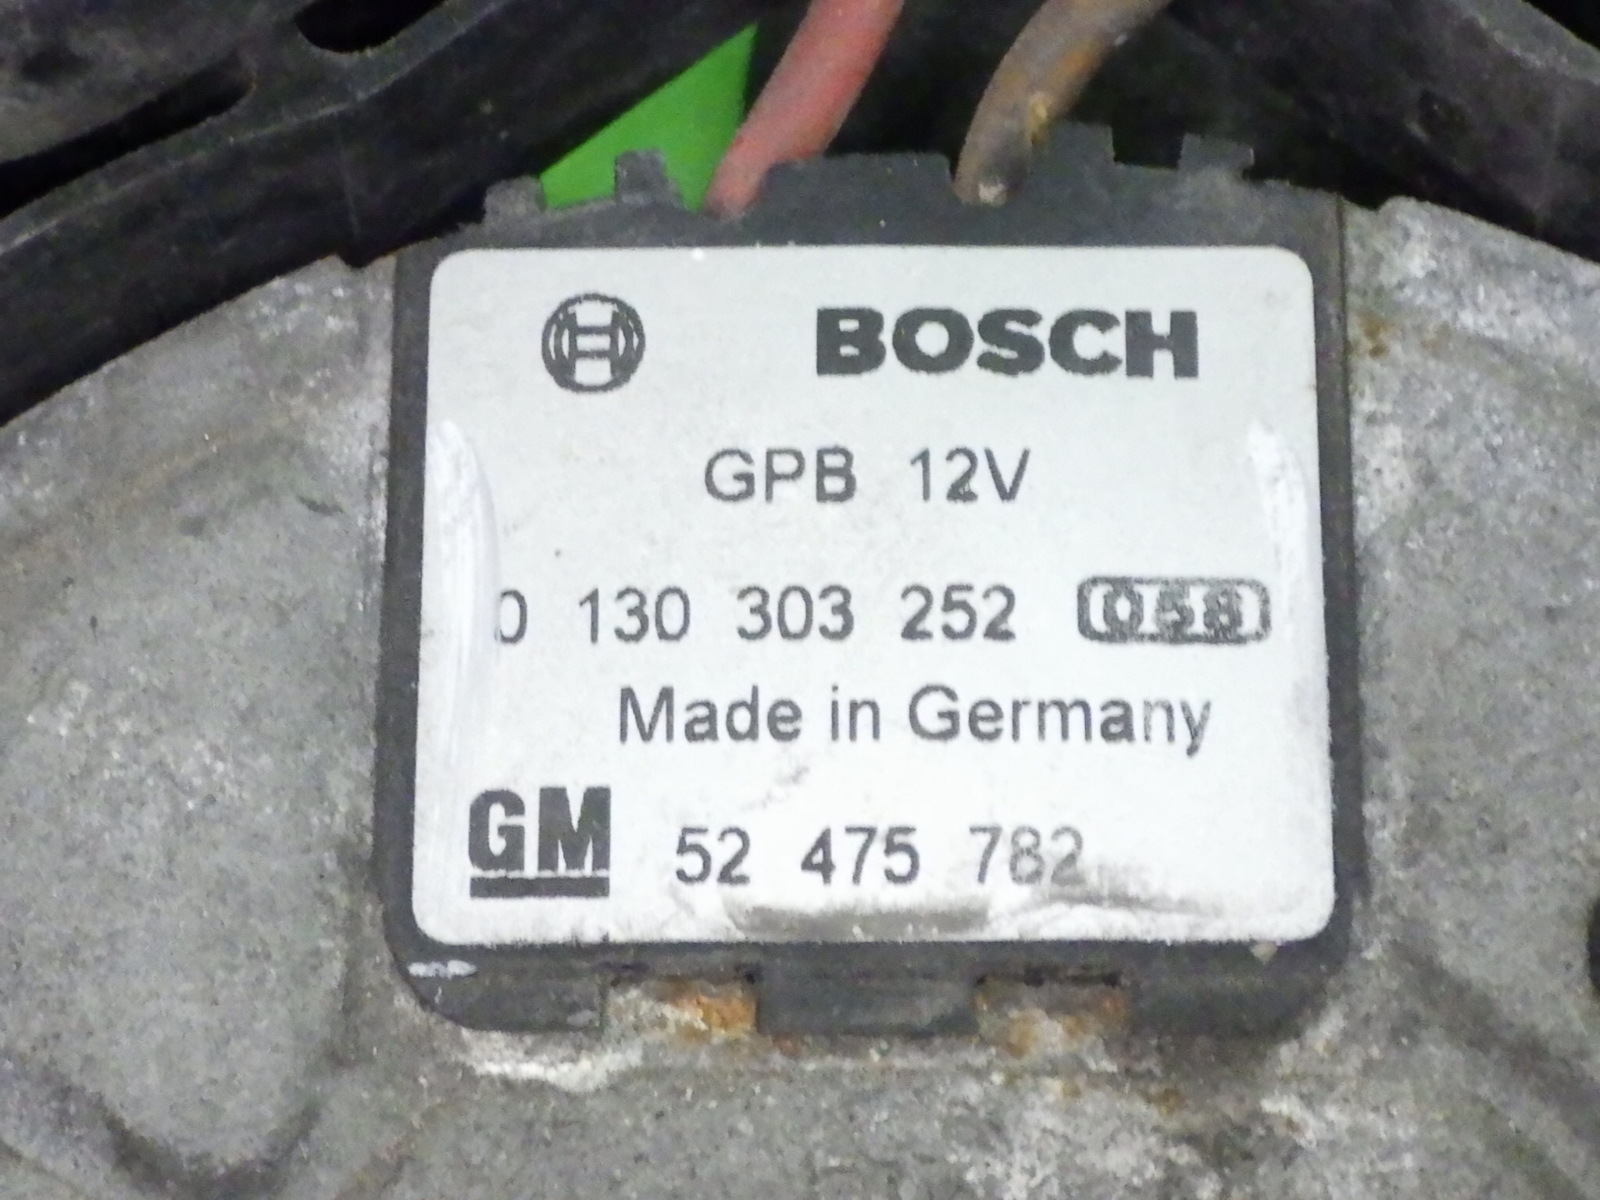 BOSCH
GPB 12V
0 130 303 252 058
Made in Germany
GM 52 475 782